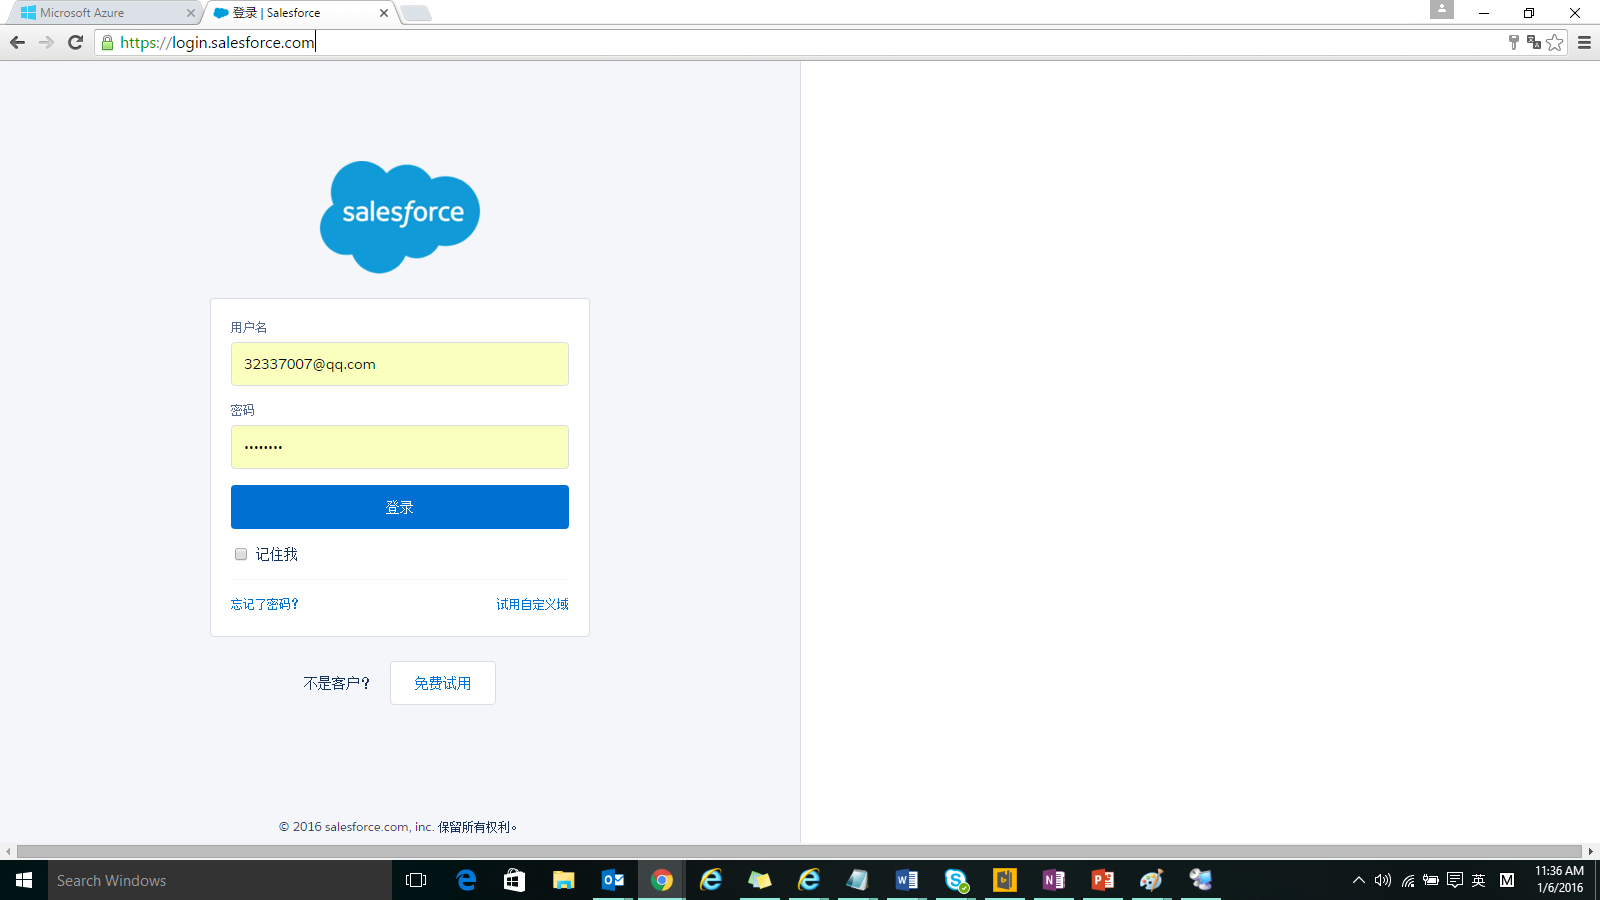 Microsoft Azure
登录 | Salesforce
https://login.salesforce.com
salesforce
用户名
32337007@qq.com
密码
••••••••
登录
记住我
忘记了密码？ 试用自定义域
不是客户？ 免费试用
© 2016 salesforce.com, inc. 保留所有权利。
Search Windows
英
M
11:36 AM
1/6/2016